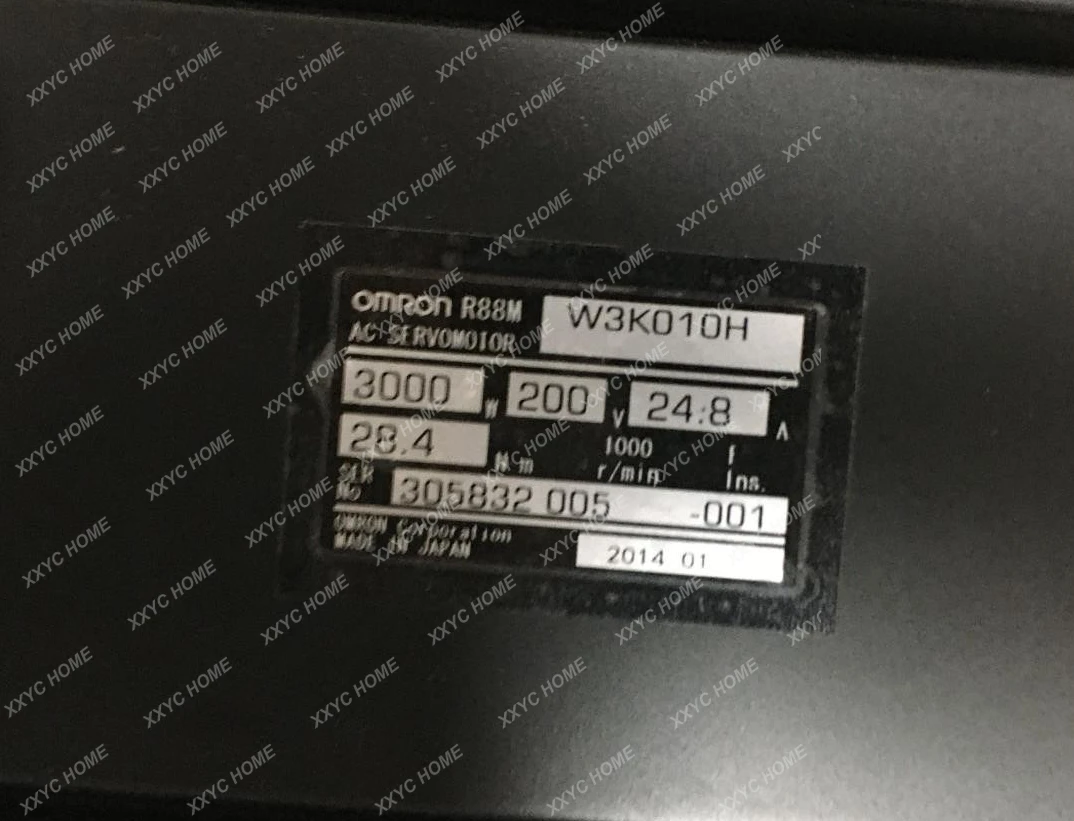 omron R88M W3K010H
AC SERVOMOTOR
3000 W 200 V 24.8 A
28.4 N·m 1000 r/min F Ins.
SER No 305832 005 -001
OMRON Corporation
MADE IN JAPAN 2014 01
XXYC HOME